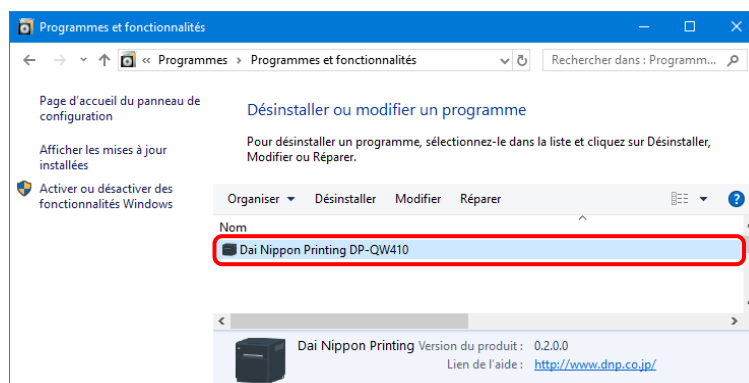 Programmes et fonctionnalités
« Programmes › Programmes et fonctionnalités
Rechercher dans : Programm...
Page d'accueil du panneau de
configuration
Afficher les mises à jour
installées
Activer ou désactiver des
fonctionnalités Windows
Désinstaller ou modifier un programme
Pour désinstaller un programme, sélectionnez-le dans la liste et cliquez sur Désinstaller,
Modifier ou Réparer.
Organiser Désinstaller Modifier Réparer
Nom
Dai Nippon Printing DP-QW410
Dai Nippon Printing Version du produit : 0.2.0.0
Lien de l'aide : http://www.dnp.co.jp/